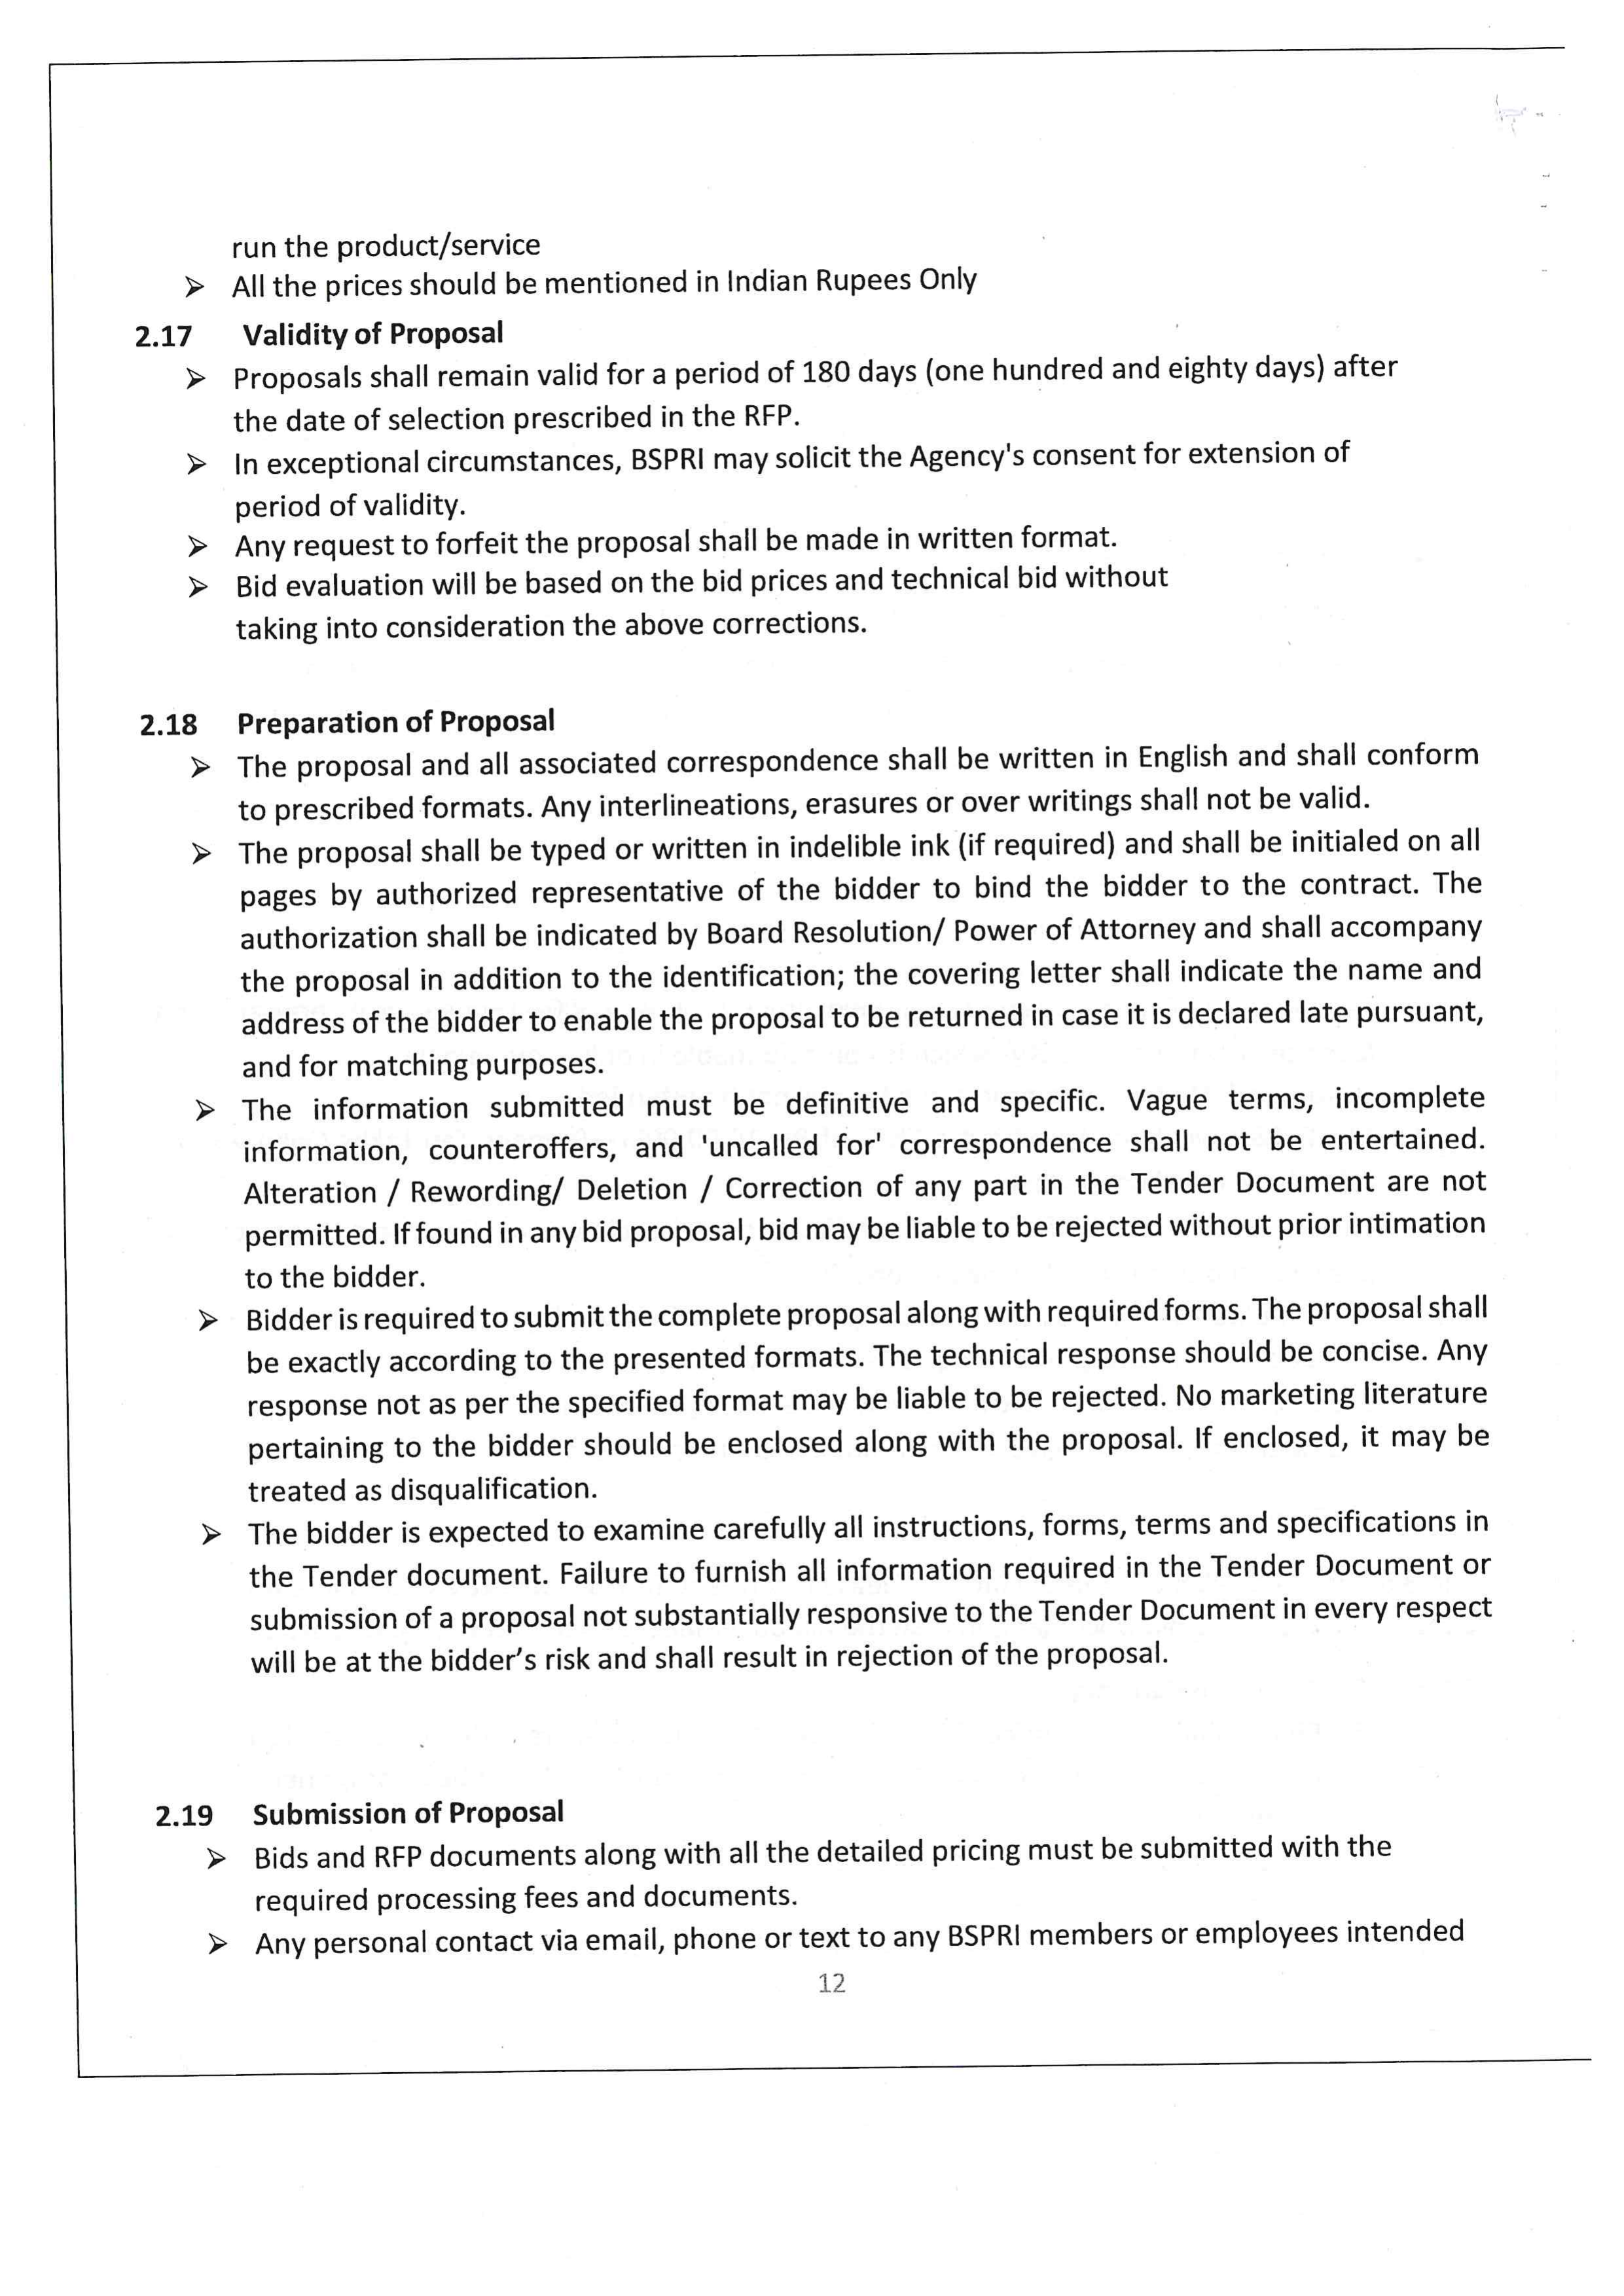 run the product/service
➢ All the prices should be mentioned in Indian Rupees Only
2.17 Validity of Proposal
➢ Proposals shall remain valid for a period of 180 days (one hundred and eighty days) after
the date of selection prescribed in the RFP.
➢ In exceptional circumstances, BSPRI may solicit the Agency's consent for extension of
period of validity.
➢ Any request to forfeit the proposal shall be made in written format.
➢ Bid evaluation will be based on the bid prices and technical bid without
taking into consideration the above corrections.
2.18 Preparation of Proposal
➢ The proposal and all associated correspondence shall be written in English and shall conform
to prescribed formats. Any interlineations, erasures or over writings shall not be valid.
➢ The proposal shall be typed or written in indelible ink (if required) and shall be initialed on all
pages by authorized representative of the bidder to bind the bidder to the contract. The
authorization shall be indicated by Board Resolution/ Power of Attorney and shall accompany
the proposal in addition to the identification; the covering letter shall indicate the name and
address of the bidder to enable the proposal to be returned in case it is declared late pursuant,
and for matching purposes.
➢ The information submitted must be definitive and specific. Vague terms, incomplete
information, counteroffers, and 'uncalled for' correspondence shall not be entertained.
Alteration / Rewording/ Deletion / Correction of any part in the Tender Document are not
permitted. If found in any bid proposal, bid may be liable to be rejected without prior intimation
to the bidder.
➢ Bidder is required to submit the complete proposal along with required forms. The proposal shall
be exactly according to the presented formats. The technical response should be concise. Any
response not as per the specified format may be liable to be rejected. No marketing literature
pertaining to the bidder should be enclosed along with the proposal. If enclosed, it may be
treated as disqualification.
➢ The bidder is expected to examine carefully all instructions, forms, terms and specifications in
the Tender document. Failure to furnish all information required in the Tender Document or
submission of a proposal not substantially responsive to the Tender Document in every respect
will be at the bidder’s risk and shall result in rejection of the proposal.
2.19 Submission of Proposal
➢ Bids and RFP documents along with all the detailed pricing must be submitted with the
required processing fees and documents.
➢ Any personal contact via email, phone or text to any BSPRI members or employees intended
12